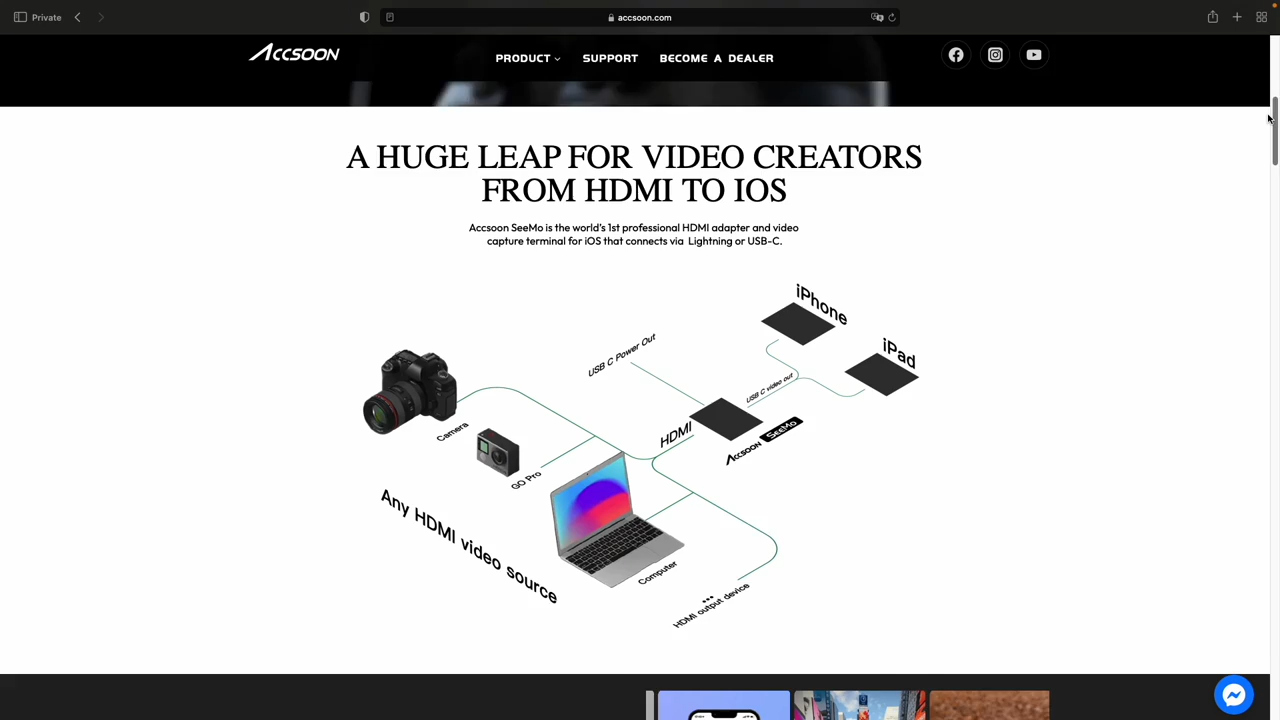 Private
accsoon.com
ACCSOON
PRODUCT
SUPPORT
BECOME A DEALER
A HUGE LEAP FOR VIDEO CREATORS
FROM HDMI TO IOS
Accsoon SeeMo is the world's 1st professional HDMI adapter and video
capture terminal for iOS that connects via Lightning or USB-C.
iPhone
iPad
USB C Power Out
USB C video out
HDMI
ACCSOON SeeMo
Camera
GO Pro
Computer
Any HDMI video source
•••
HDMI output device